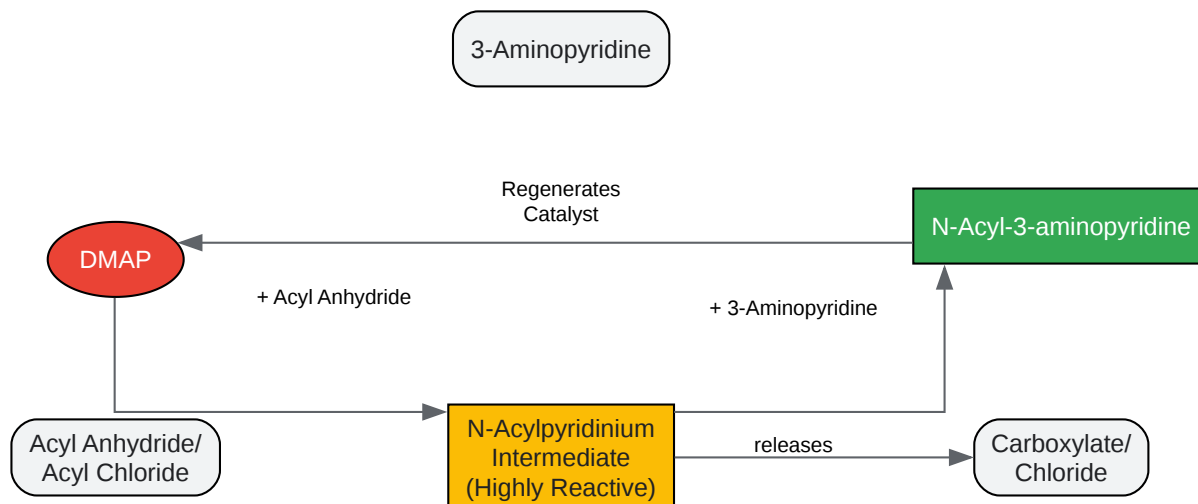 3-Aminopyridine
Regenerates
Catalyst
N-Acyl-3-aminopyridine
DMAP
+ Acyl Anhydride
+ 3-Aminopyridine
Acyl Anhydride/
Acyl Chloride
N-Acylpyridinium
Intermediate
(Highly Reactive)
releases
Carboxylate/
Chloride